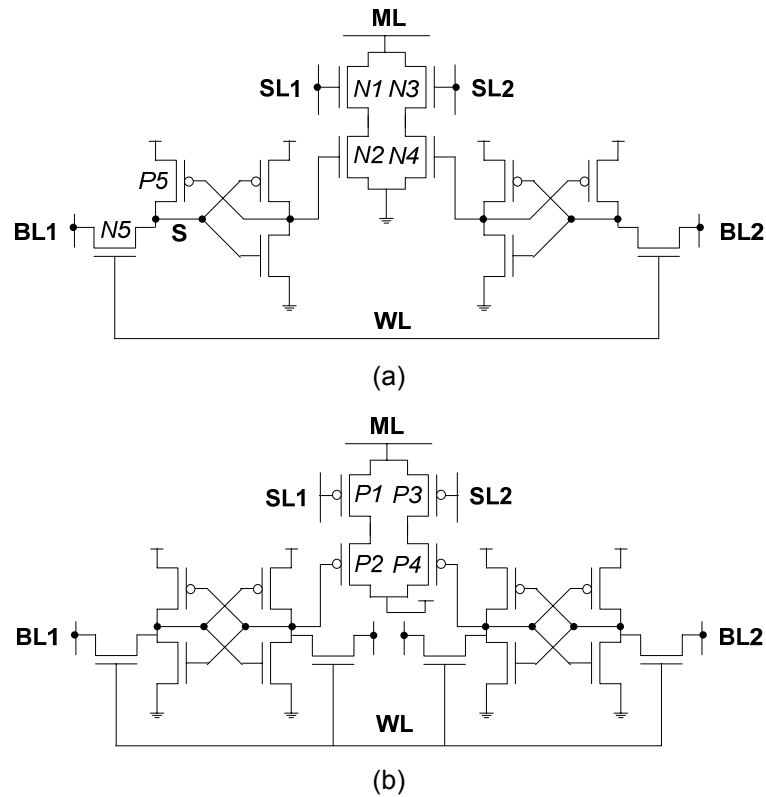 ML
SL1 N1 N3 SL2
P5 N2 N4
BL1 N5 S BL2
WL
(a)
ML
SL1 P1 P3 SL2
P2 P4
BL1 BL2
WL
(b)